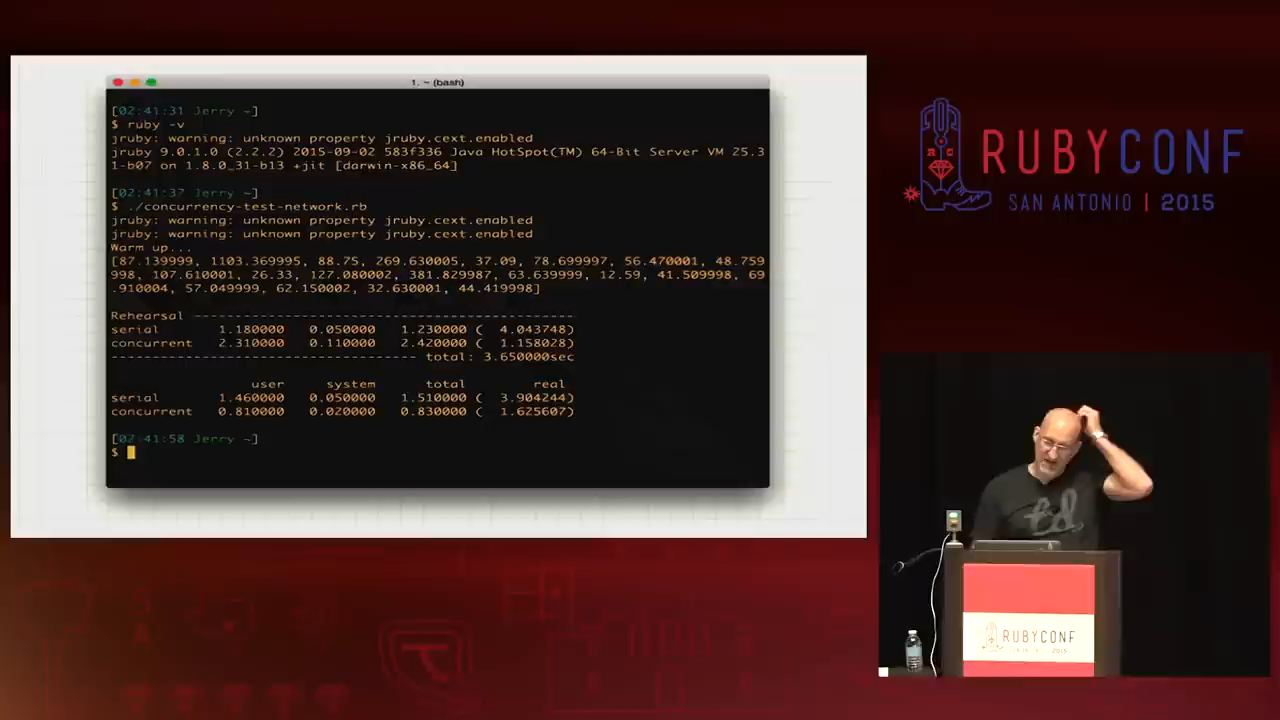 1. ~ (bash)
[02:41:31 Jerry ~]
$ ruby -v
jruby: warning: unknown property jruby.cext.enabled
jruby 9.0.1.0 (2.2.2) 2015-09-02 583f336 Java HotSpot(TM) 64-Bit Server VM 25.3
1-b07 on 1.8.0_31-b13 +jit [darwin-x86_64]
[02:41:37 Jerry ~]
$ ./concurrency-test-network.rb
jruby: warning: unknown property jruby.cext.enabled
jruby: warning: unknown property jruby.cext.enabled
Warm up...
[87.139999, 1103.369995, 88.75, 269.630005, 37.09, 78.699997, 56.470001, 48.759
998, 107.610001, 26.33, 127.080002, 381.829987, 63.639999, 12.59, 41.509998, 69
.910004, 57.049999, 62.150002, 32.630001, 44.419998]
Rehearsal ----------------------------------------------
serial 1.180000 0.050000 1.230000 ( 4.043748)
concurrent 2.310000 0.110000 2.420000 ( 1.158028)
------------------------------------- total: 3.650000sec
user system total real
serial 1.460000 0.050000 1.510000 ( 3.904244)
concurrent 0.810000 0.020000 0.830000 ( 1.625607)
[02:41:58 Jerry ~]
$
RUBYCONF
SAN ANTONIO | 2015
td
RUBYCONF